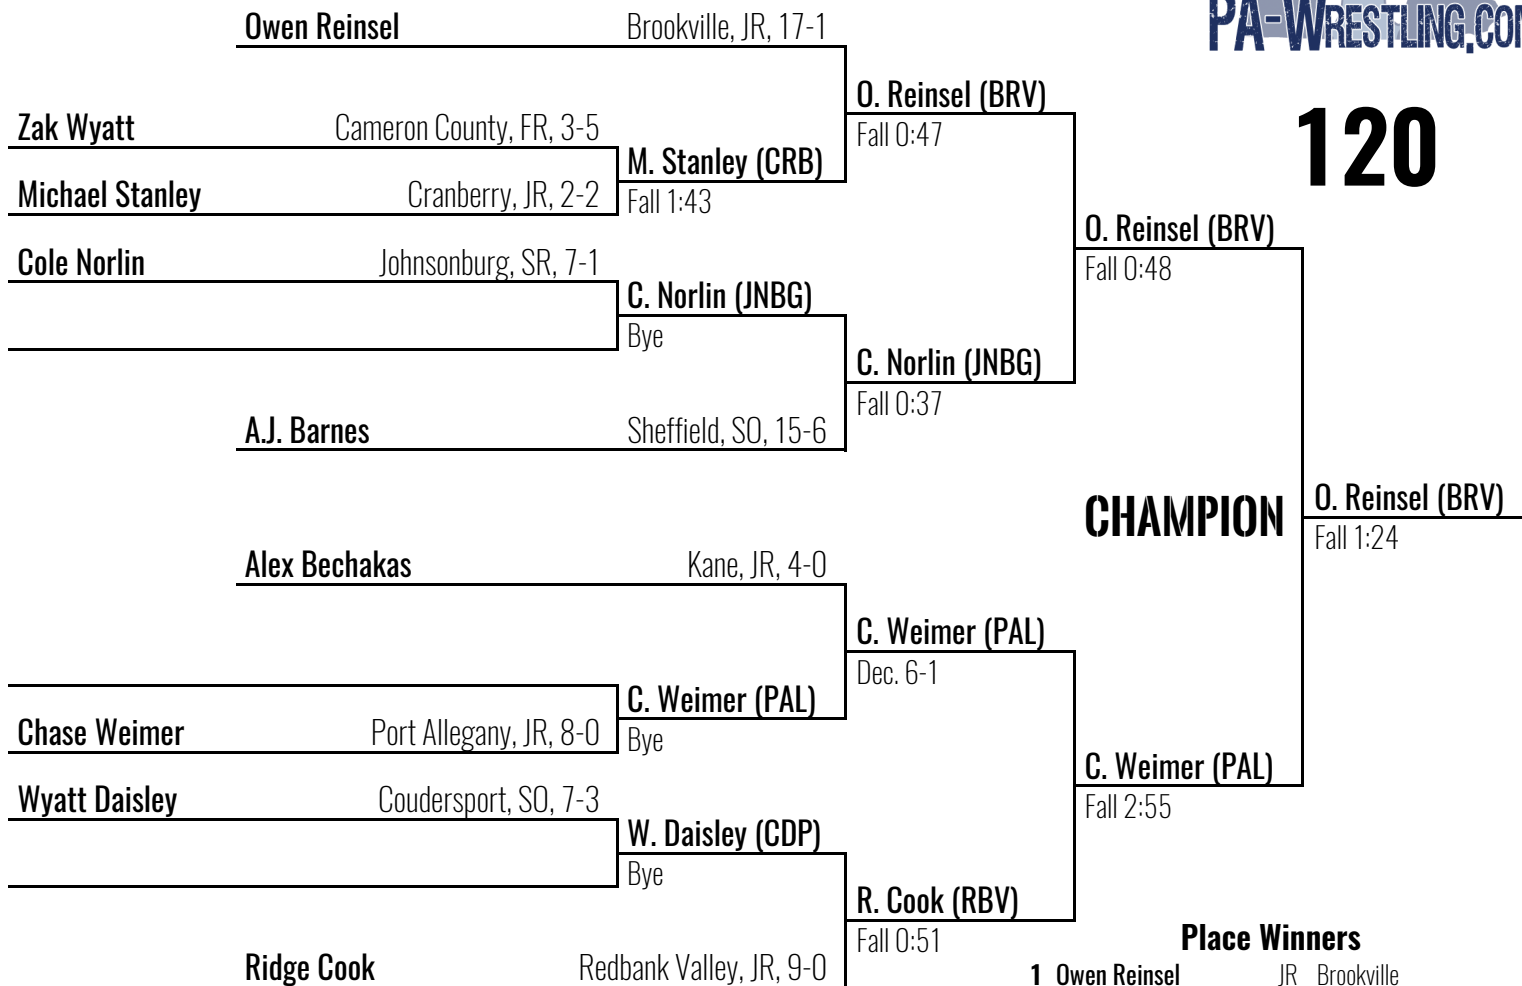 PA-WRESTLING.COM
120
Owen Reinsel Brookville, JR, 17-1
O. Reinsel (BRV)
Fall 0:47
Zak Wyatt Cameron County, FR, 3-5
M. Stanley (CRB)
Fall 1:43
Michael Stanley Cranberry, JR, 2-2
O. Reinsel (BRV)
Fall 0:48
Cole Norlin Johnsonburg, SR, 7-1
C. Norlin (JNBG)
Bye
C. Norlin (JNBG)
Fall 0:37
A.J. Barnes Sheffield, SO, 15-6
CHAMPION
O. Reinsel (BRV)
Fall 1:24
Alex Bechakas Kane, JR, 4-0
C. Weimer (PAL)
Dec. 6-1
C. Weimer (PAL)
Bye
Chase Weimer Port Allegany, JR, 8-0
C. Weimer (PAL)
Fall 2:55
Wyatt Daisley Coudersport, SO, 7-3
W. Daisley (CDP)
Bye
R. Cook (RBV)
Fall 0:51
Ridge Cook Redbank Valley, JR, 9-0
Place Winners
1 Owen Reinsel JR Brookville